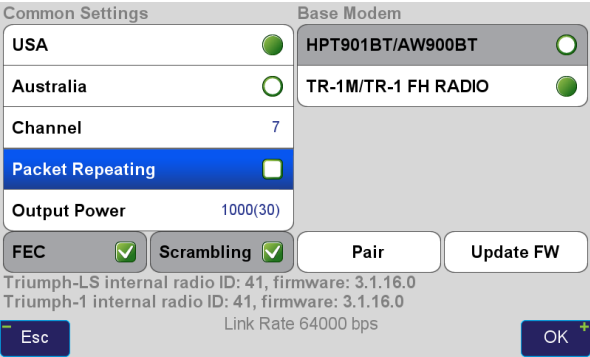 Common Settings
Base Modem
USA
HPT901BT/AW900BT
Australia
TR-1M/TR-1 FH RADIO
Channel 7
Packet Repeating
Output Power 1000(30)
FEC Scrambling Pair Update FW
Triumph-LS internal radio ID: 41, firmware: 3.1.16.0
Triumph-1 internal radio ID: 41, firmware: 3.1.16.0
Link Rate 64000 bps
- Esc
OK +